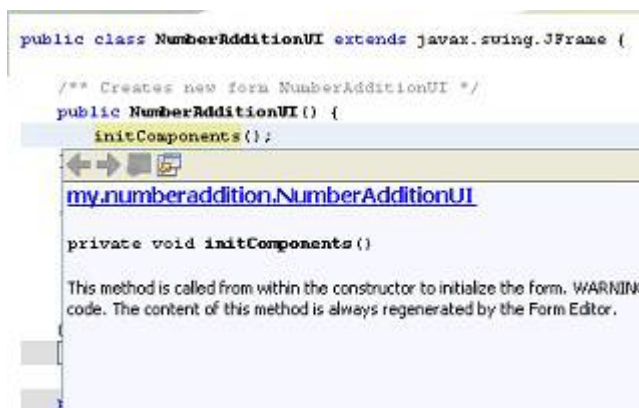 public class NumberAdditionUI extends javax.swing.JFrame {
/** Creates new form NumberAdditionUI */
public NumberAdditionUI() {
initComponents();
my.numberaddition.NumberAdditionUI
private void initComponents()
This method is called from within the constructor to initialize the form. WARNING
code. The content of this method is always regenerated by the Form Editor.